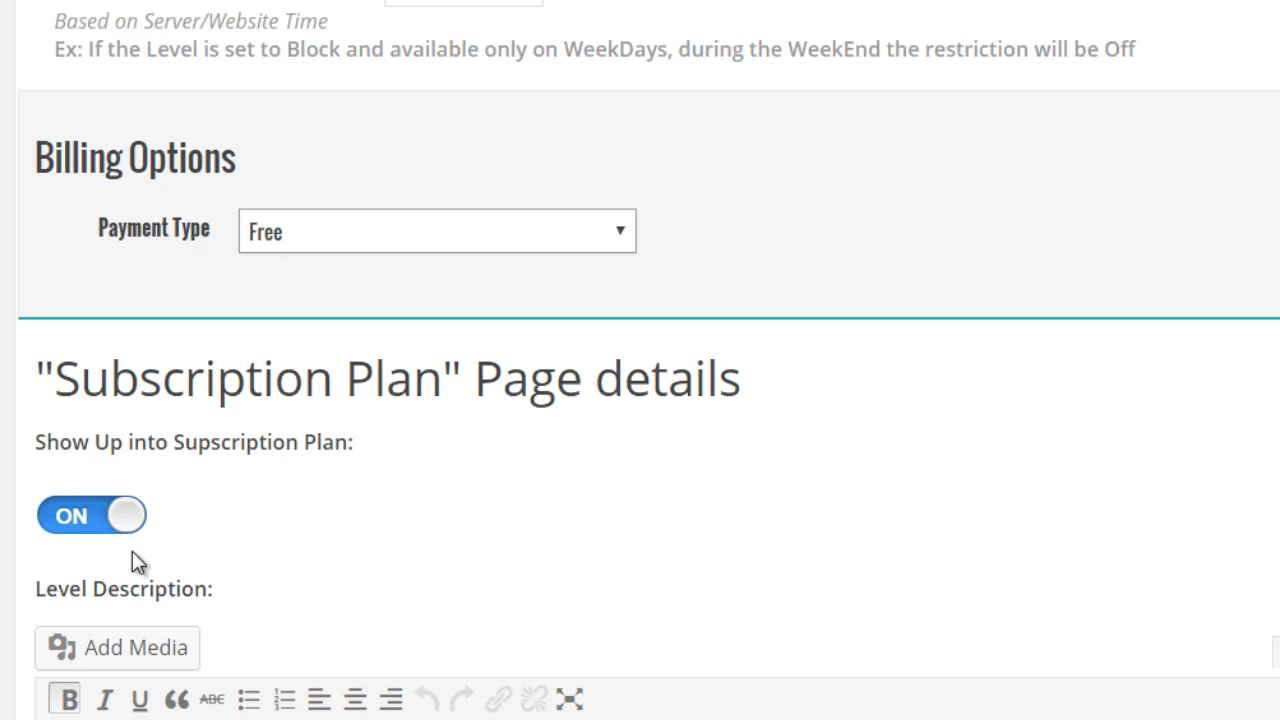 Based on Server/Website Time
Ex: If the Level is set to Block and available only on WeekDays, during the WeekEnd the restriction will be Off
Billing Options
Payment Type
Free
"Subscription Plan" Page details
Show Up into Supscription Plan:
ON
Level Description:
Add Media
B I U ABC